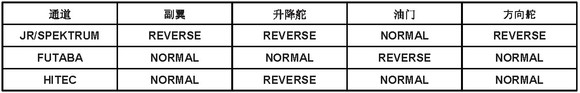 通道 副翼 升降舵 油门 方向舵
JR/SPEKTRUM REVERSE REVERSE NORMAL REVERSE
FUTABA NORMAL NORMAL REVERSE NORMAL
HITEC NORMAL REVERSE NORMAL NORMAL